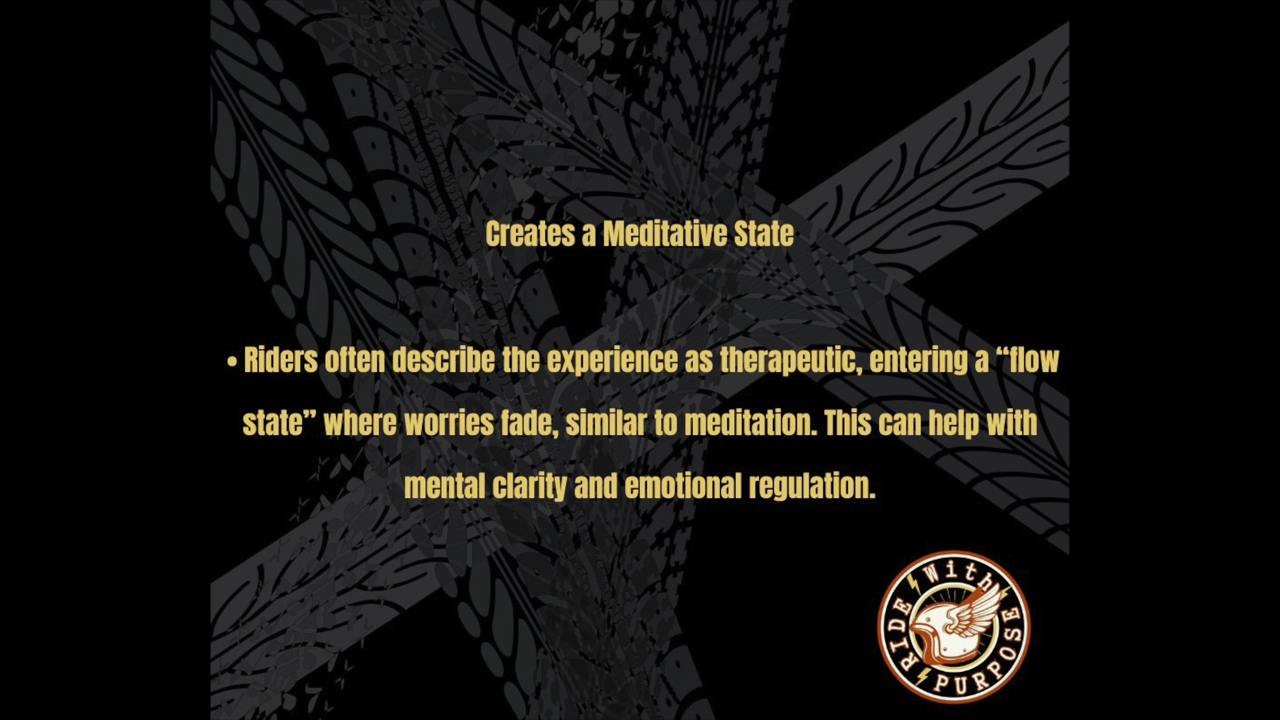 Creates a Meditative State
• Riders often describe the experience as therapeutic, entering a “flow
state” where worries fade, similar to meditation. This can help with
mental clarity and emotional regulation.
RIDE With PURPOSE